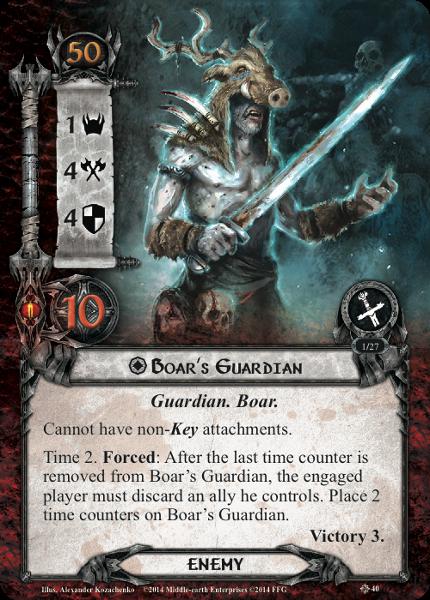 50
1
4
4
10
1/27
Boar's Guardian
Guardian. Boar.
Cannot have non-Key attachments.
Time 2. Forced: After the last time counter is
removed from Boar's Guardian, the engaged
player must discard an ally he controls. Place 2
time counters on Boar's Guardian.
Victory 3.
ENEMY
Illus. Alexander Kozachenko ©2014 Middle-earth Enterprises ©2014 FFG 40